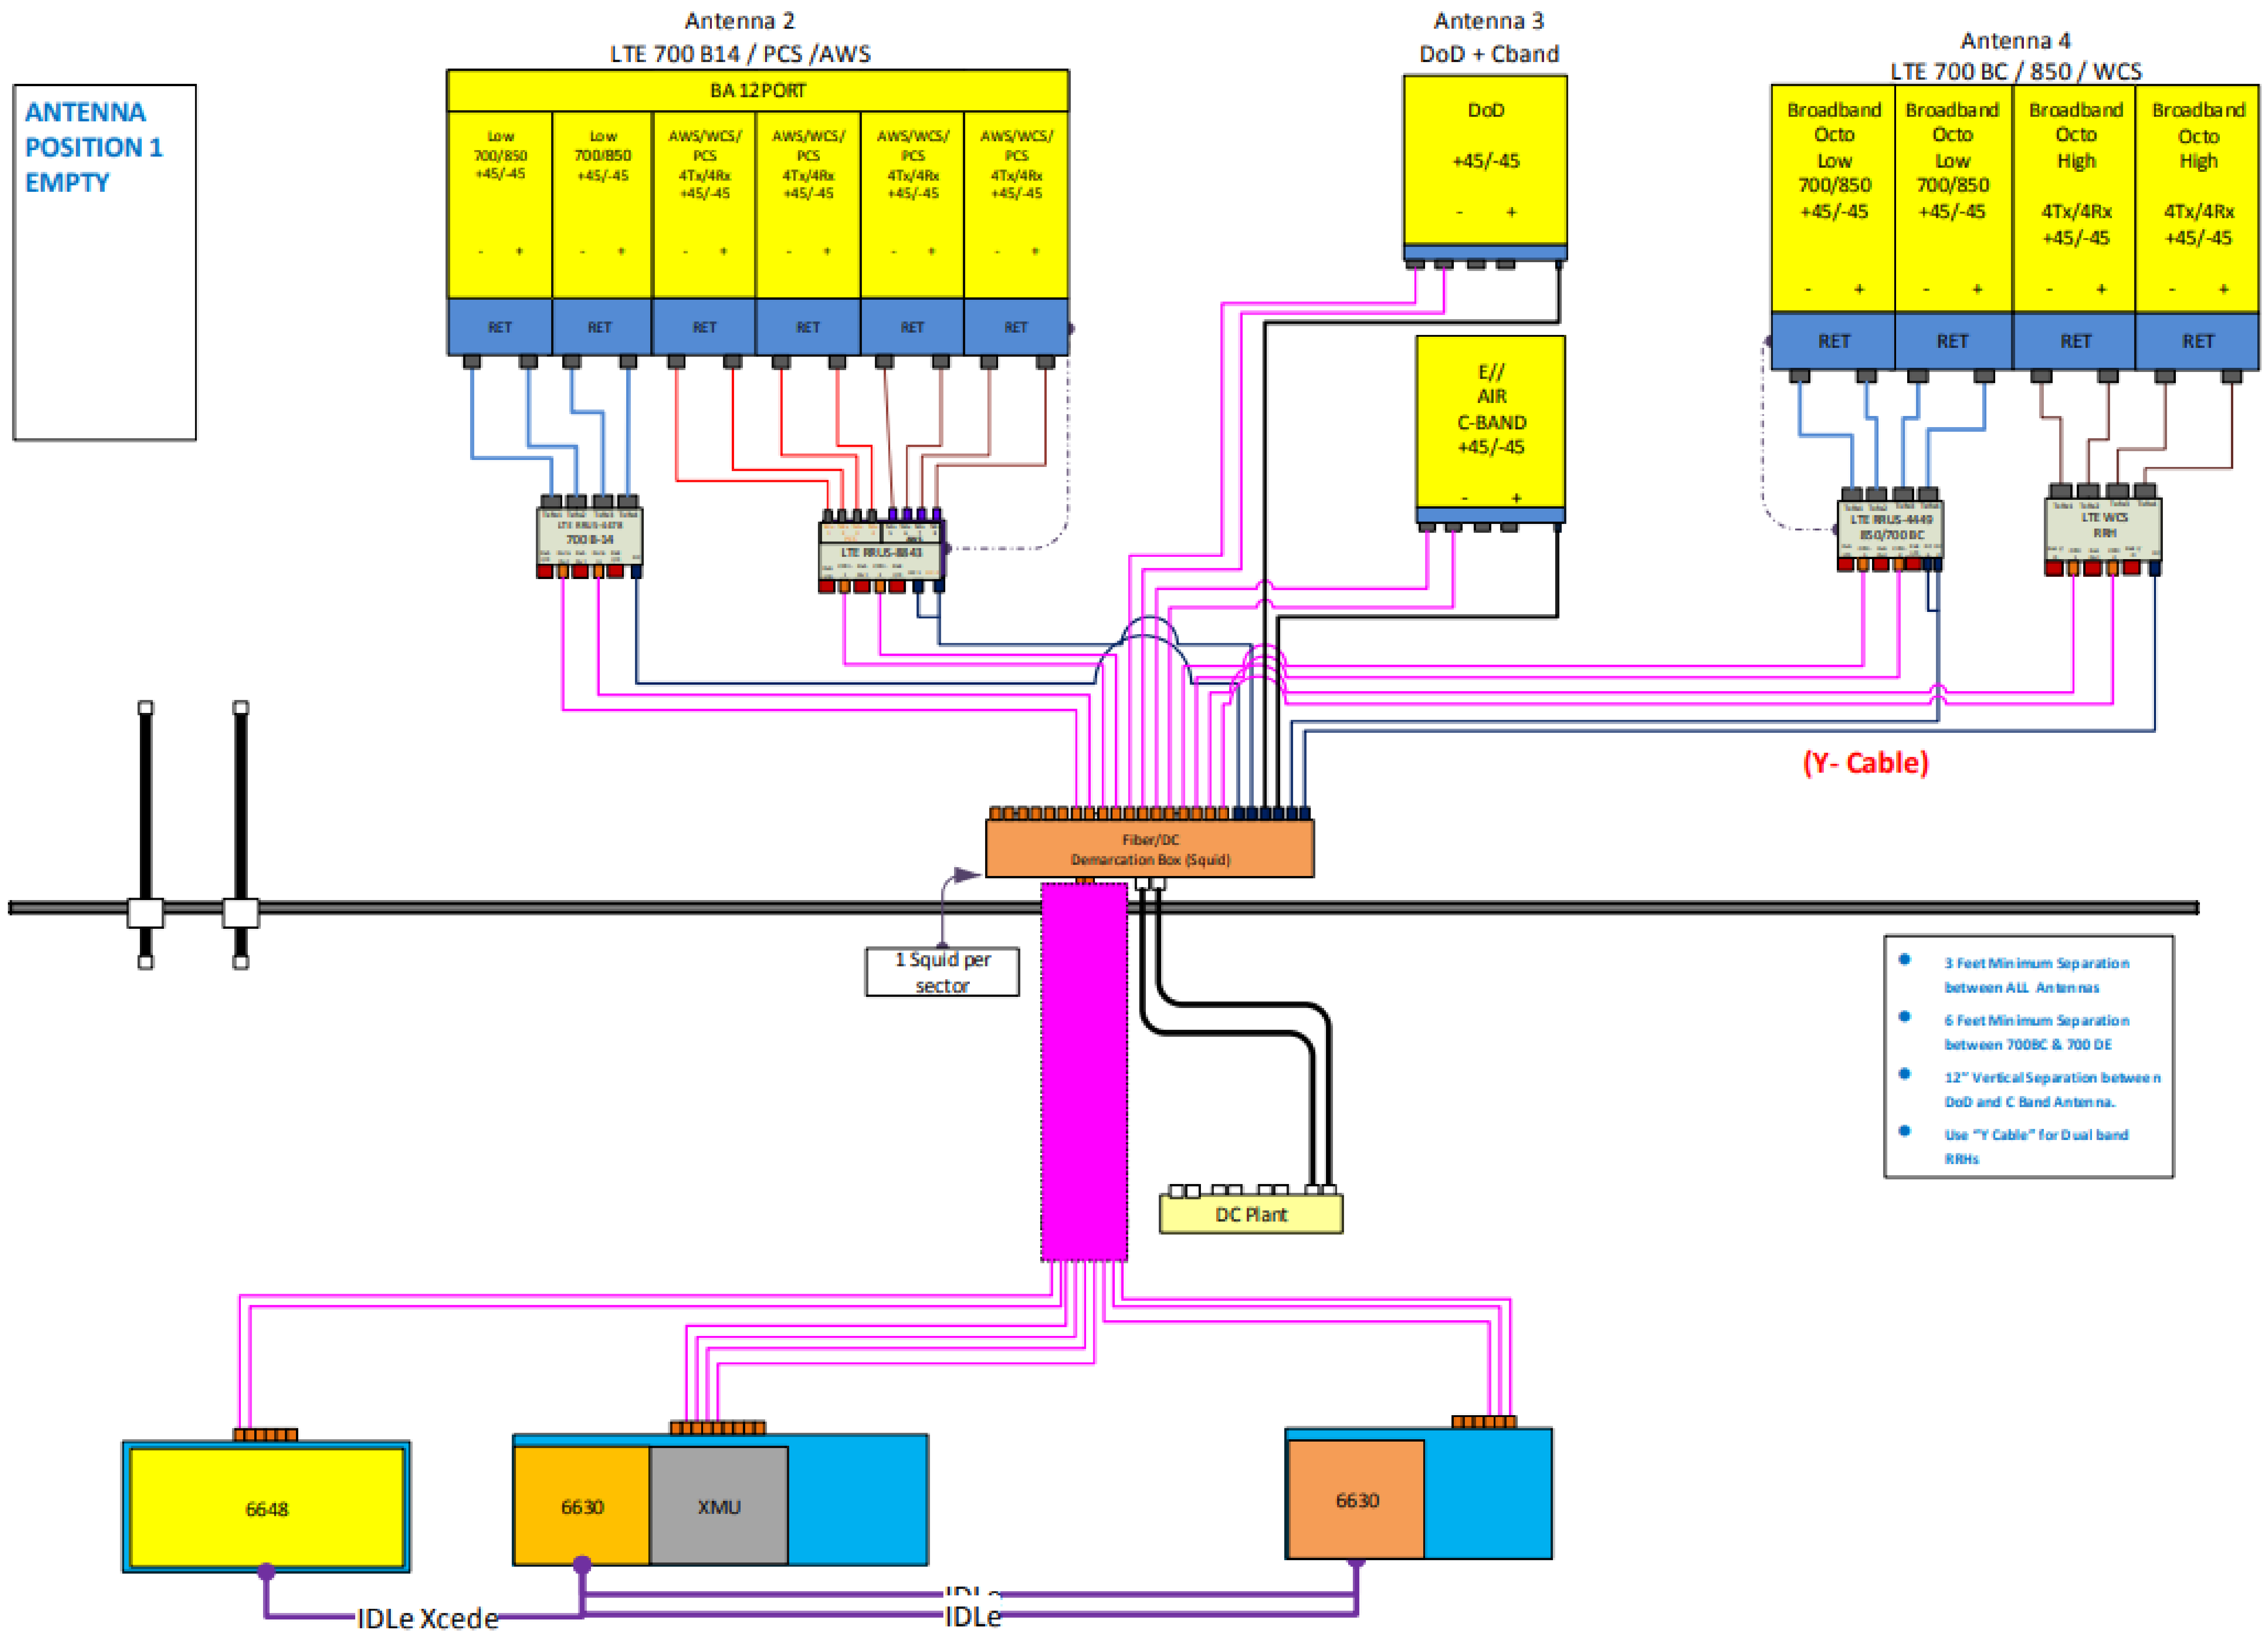 Antenna 2
LTE 700 B14 / PCS /AWS
Antenna 3
DoD + Cband
Antenna 4
LTE 700 BC / 850 / WCS
ANTENNA
POSITION 1
EMPTY
BA 12PORT
Low
700/850
+45/-45
- +
RET
Low
700/850
+45/-45
- +
RET
AWS/WCS/
PCS
4Tx/4Rx
+45/-45
- +
RET
AWS/WCS/
PCS
4Tx/4Rx
+45/-45
- +
RET
AWS/WCS/
PCS
4Tx/4Rx
+45/-45
- +
RET
AWS/WCS/
PCS
4Tx/4Rx
+45/-45
- +
RET
DoD
+45/-45
- +
E//
AIR
C-BAND
+45/-45
- +
Broadband
Octo
Low
700/850
+45/-45
- +
RET
Broadband
Octo
Low
700/850
+45/-45
- +
RET
Broadband
Octo
High
4Tx/4Rx
+45/-45
- +
RET
Broadband
Octo
High
4Tx/4Rx
+45/-45
- +
RET
LTE RRUS-4478
700 B-14
LTE RRUS-8843
LTE RRUS-4449
850/700 BC
LTE WCS
RRH
(Y- Cable)
Fiber/DC
Demarcation Box (Squid)
1 Squid per
sector
3 Feet Minimum Separation
between ALL Antennas
6 Feet Minimum Separation
between 700BC & 700 DE
12" Vertical Separation between
DoD and C Band Antenna.
Use "Y Cable" for Dual band
RRHs
DC Plant
6648
6630
XMU
6630
IDLe
IDLe Xcede
IDLe